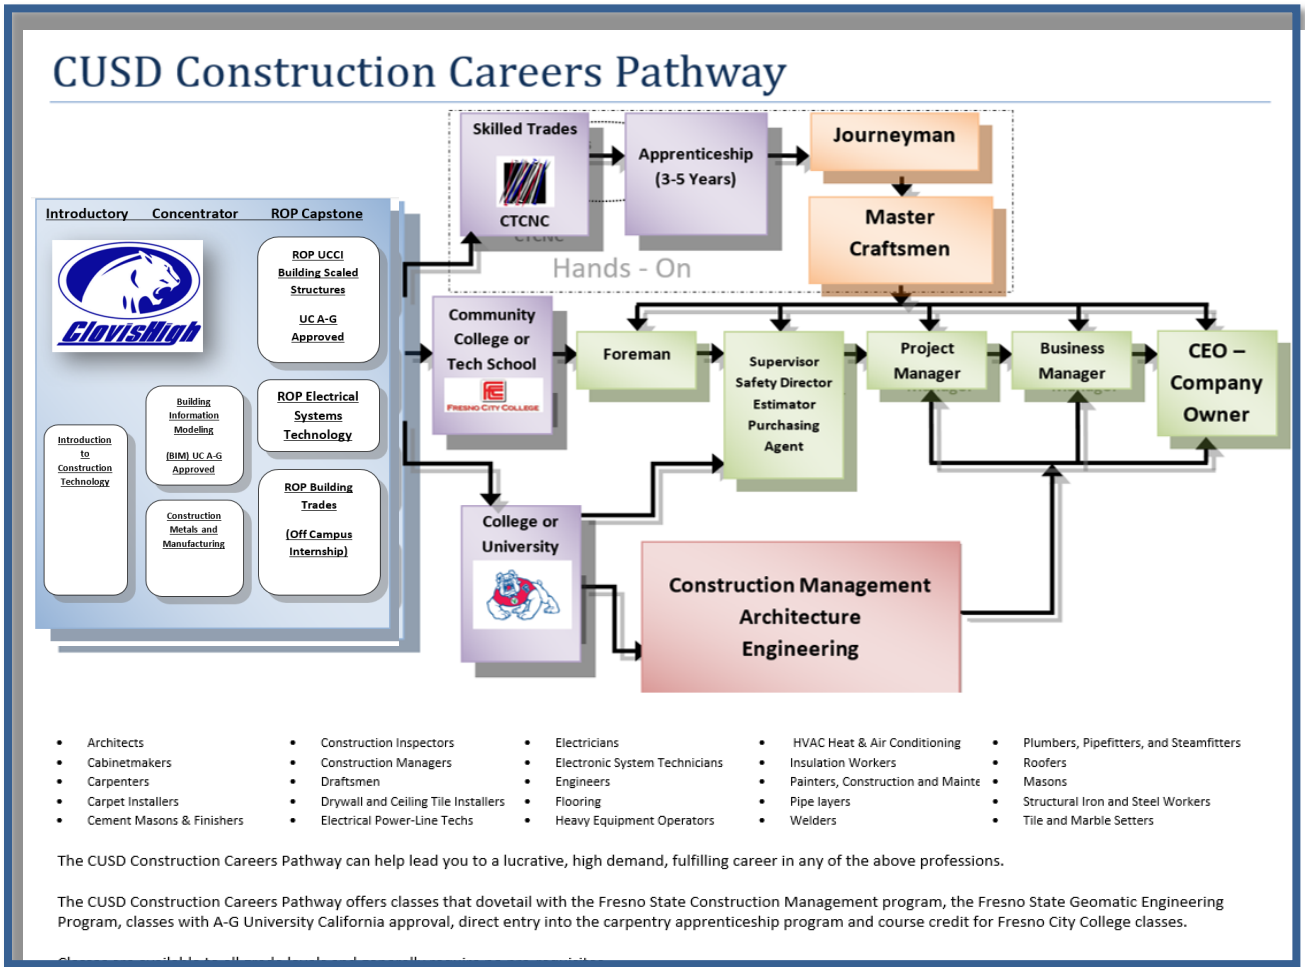 CUSD Construction Careers Pathway
Skilled Trades
CTCNC
Apprenticeship
(3-5 Years)
Journeyman
Master
Craftsmen
Hands - On
Introductory
Concentrator
ROP Capstone
ClovisHigh
ROP UCCI
Building Scaled
Structures
UC A-G
Approved
Building
Information
Modeling
(BIM) UC A-G
Approved
ROP Electrical
Systems
Technology
Introduction
to
Construction
Technology
Construction
Metals and
Manufacturing
ROP Building
Trades
(Off Campus
Internship)
Community
College or
Tech School
FRESNO CITY COLLEGE
Foreman
Supervisor
Safety Director
Estimator
Purchasing
Agent
Project
Manager
Business
Manager
CEO –
Company
Owner
College or
University
Construction Management
Architecture
Engineering
• Architects
• Cabinetmakers
• Carpenters
• Carpet Installers
• Cement Masons & Finishers
• Construction Inspectors
• Construction Managers
• Draftsmen
• Drywall and Ceiling Tile Installers
• Electrical Power-Line Techs
• Electricians
• Electronic System Technicians
• Engineers
• Flooring
• Heavy Equipment Operators
• HVAC Heat & Air Conditioning
• Insulation Workers
• Painters, Construction and Mainte
• Pipe layers
• Welders
• Plumbers, Pipefitters, and Steamfitters
• Roofers
• Masons
• Structural Iron and Steel Workers
• Tile and Marble Setters
The CUSD Construction Careers Pathway can help lead you to a lucrative, high demand, fulfilling career in any of the above professions.
The CUSD Construction Careers Pathway offers classes that dovetail with the Fresno State Construction Management program, the Fresno State Geomatic Engineering
Program, classes with A-G University California approval, direct entry into the carpentry apprenticeship program and course credit for Fresno City College classes.